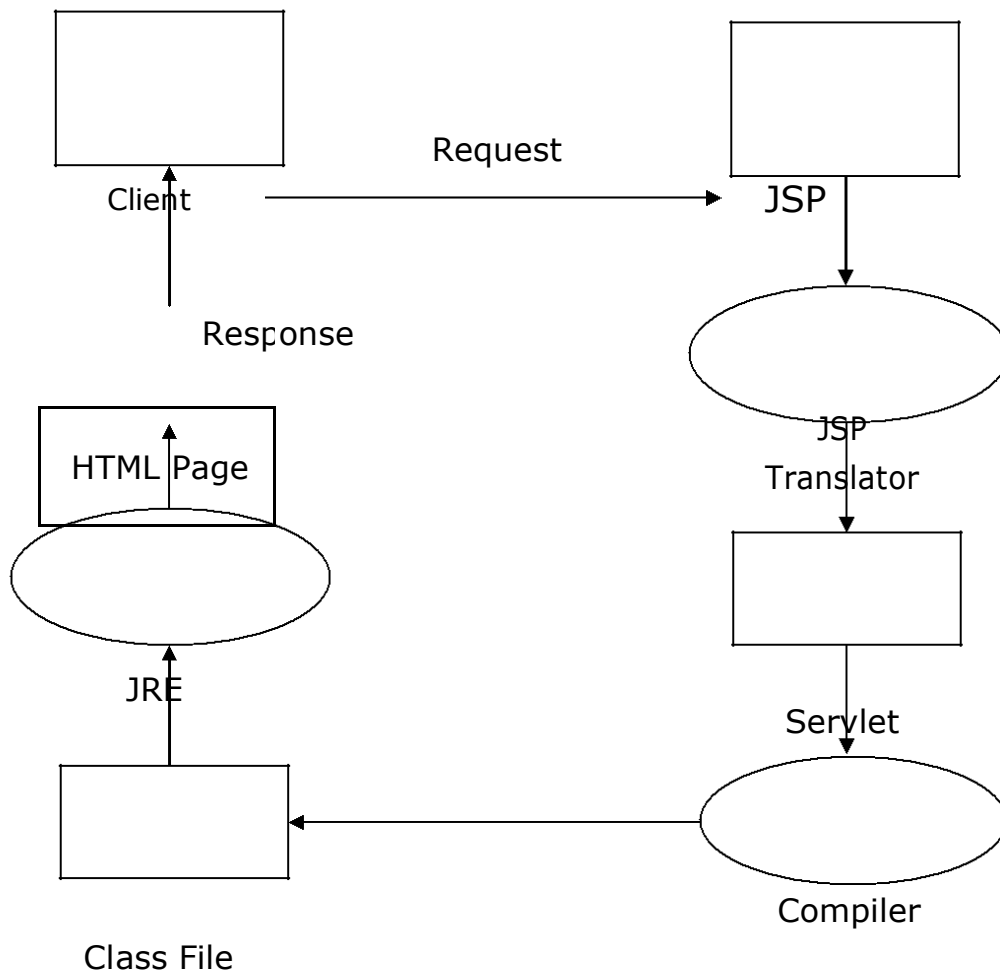 Request
Client
JSP
Response
JSP
Translator
HTML Page
JRE
Servlet
Compiler
Class File